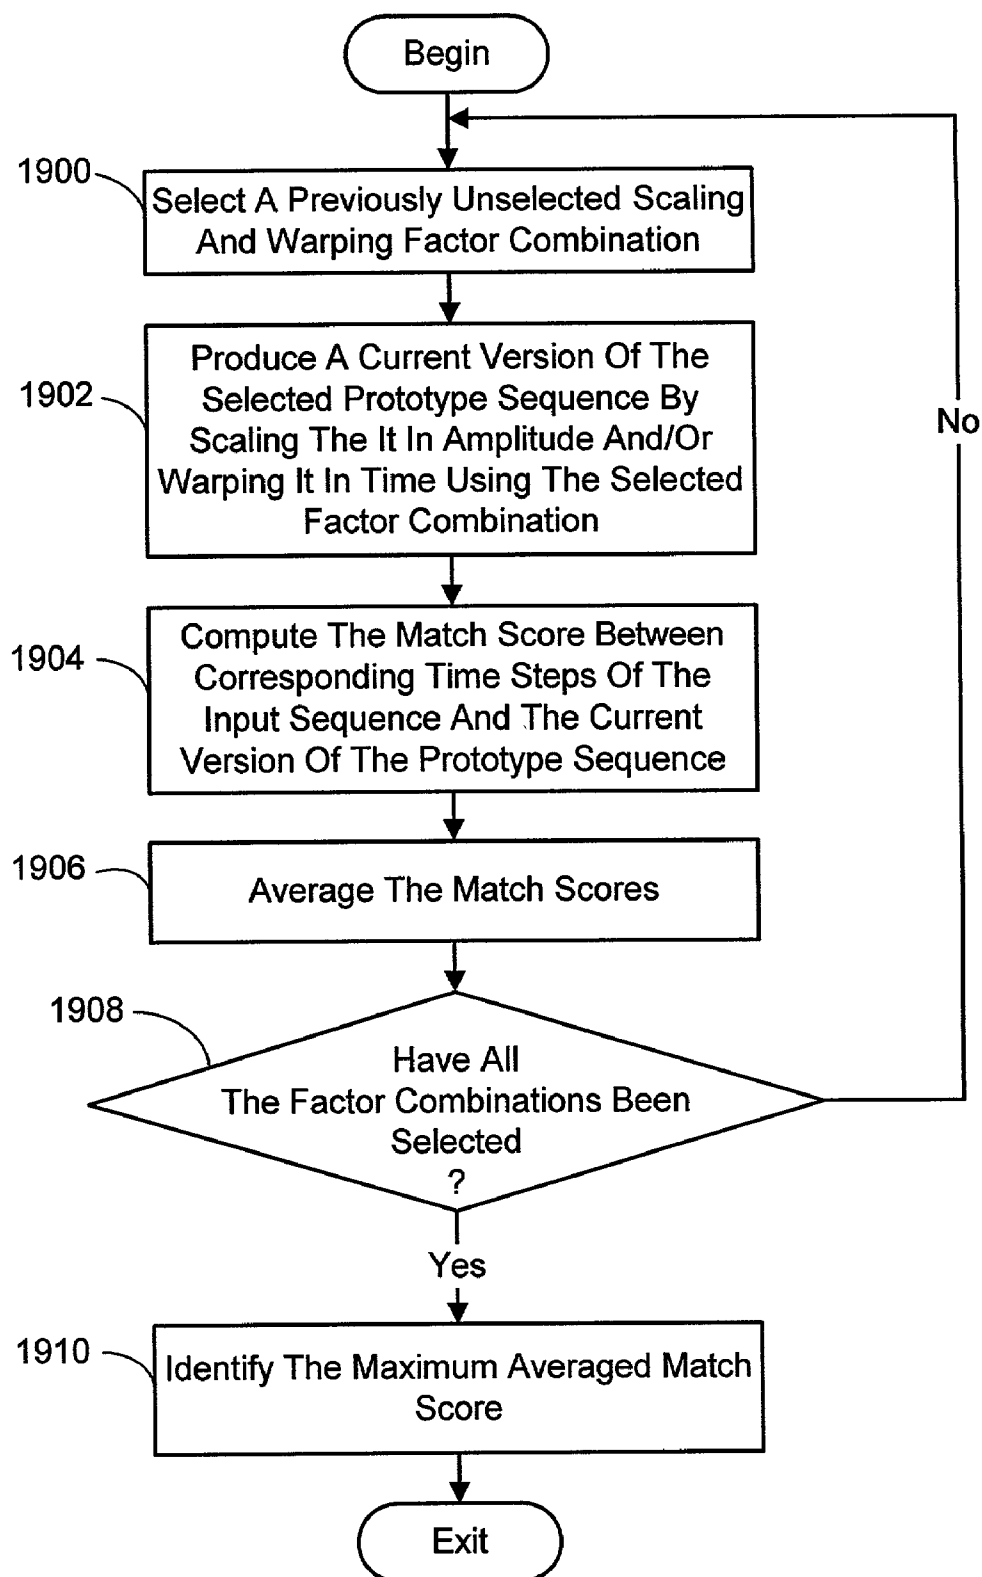 Begin
1900
Select A Previously Unselected Scaling
And Warping Factor Combination
1902
Produce A Current Version Of The
Selected Prototype Sequence By
Scaling The It In Amplitude And/Or
Warping It In Time Using The Selected
Factor Combination
No
1904
Compute The Match Score Between
Corresponding Time Steps Of The
Input Sequence And The Current
Version Of The Prototype Sequence
1906
Average The Match Scores
1908
Have All
The Factor Combinations Been
Selected
?
Yes
1910
Identify The Maximum Averaged Match
Score
Exit